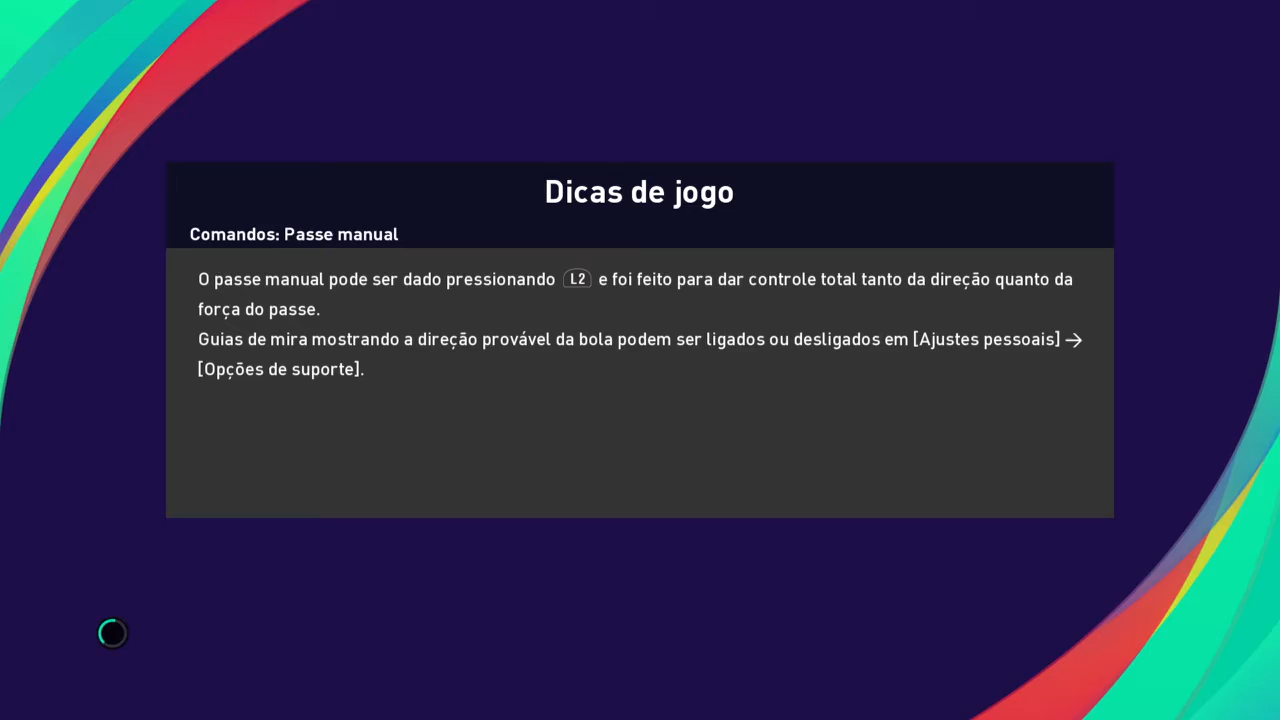 Dicas de jogo
Comandos: Passe manual
O passe manual pode ser dado pressionando L2 e foi feito para dar controle total tanto da direção quanto da
força do passe.
Guias de mira mostrando a direção provável da bola podem ser ligados ou desligados em [Ajustes pessoais] →
[Opções de suporte].